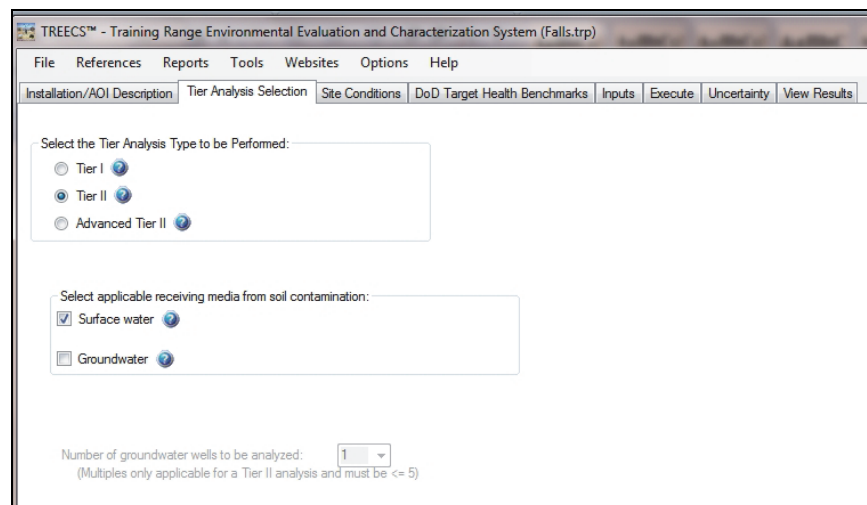 TREECS™ - Training Range Environmental Evaluation and Characterization System (Falls.trp)
File References Reports Tools Websites Options Help
Installation/AOI Description Tier Analysis Selection Site Conditions DoD Target Health Benchmarks Inputs Execute Uncertainty View Results
Select the Tier Analysis Type to be Performed:
Tier I ?
Tier II ?
Advanced Tier II ?
Select applicable receiving media from soil contamination:
Surface water ?
Groundwater ?
Number of groundwater wells to be analyzed: 1
(Multiples only applicable for a Tier II analysis and must be <= 5)